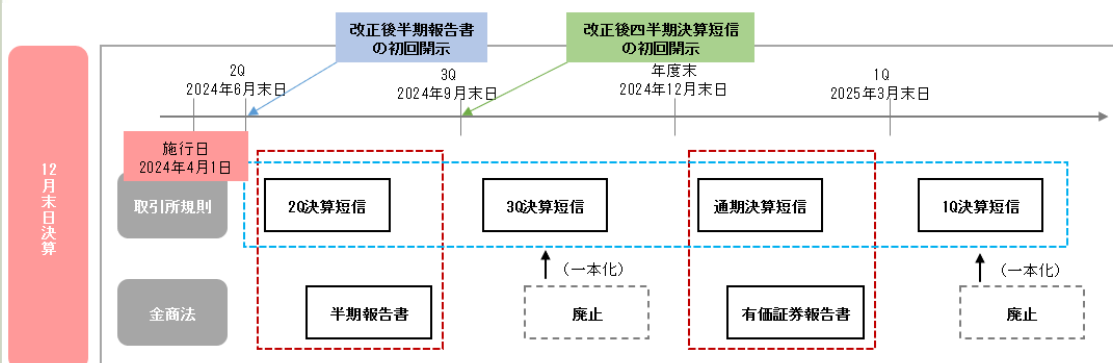 改正後半期報告書
の初回開示
改正後四半期決算短信
の初回開示
2Q
2024年6月末日
3Q
2024年9月末日
年度末
2024年12月末日
1Q
2025年3月末日
施行日
2024年4月1日
12月末日決算
取引所規則
2Q決算短信
3Q決算短信
通期決算短信
1Q決算短信
(一本化)
(一本化)
金商法
半期報告書
廃止
有価証券報告書
廃止